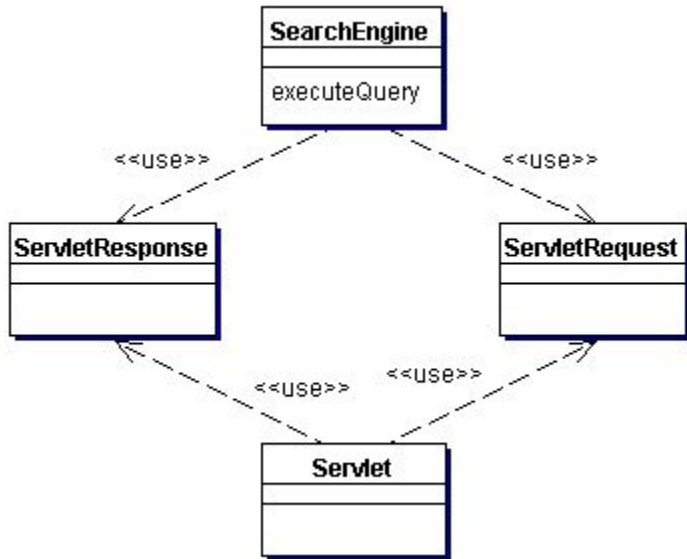 SearchEngine
executeQuery
<<use>>
<<use>>
ServletResponse
ServletRequest
<<use>>
<<use>>
Servlet